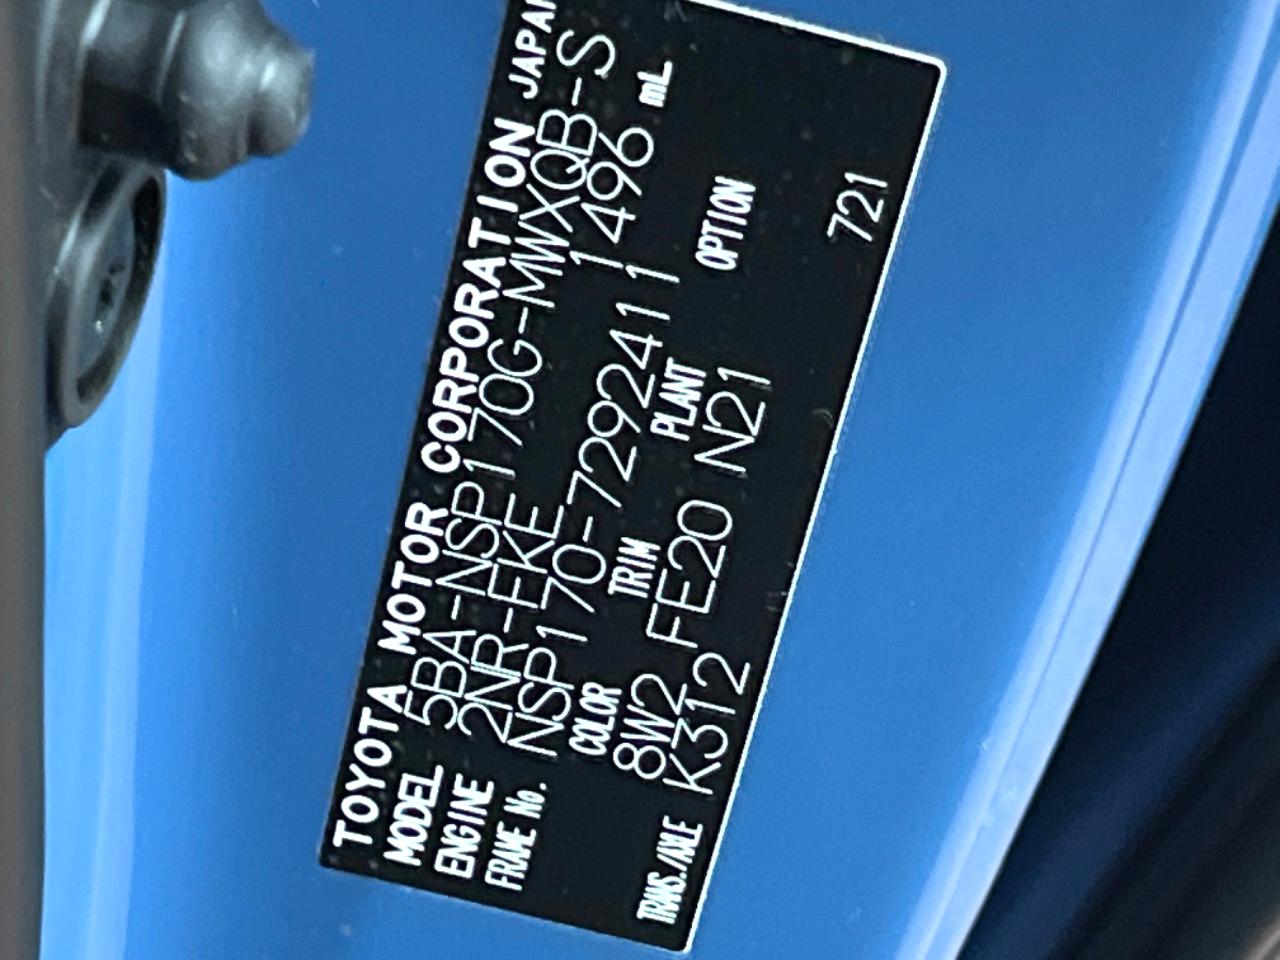 TOYOTA MOTOR CORPORATION JAPAN
MODEL 5BA-NSP170G-MWXQB-S
ENGINE 2NR-FKE 1496 mL
FRAME No. NSP170-7292411
COLOR TRIM PLANT OPTION
8W2 FE20 N21
TRANS./AXLE K312 721